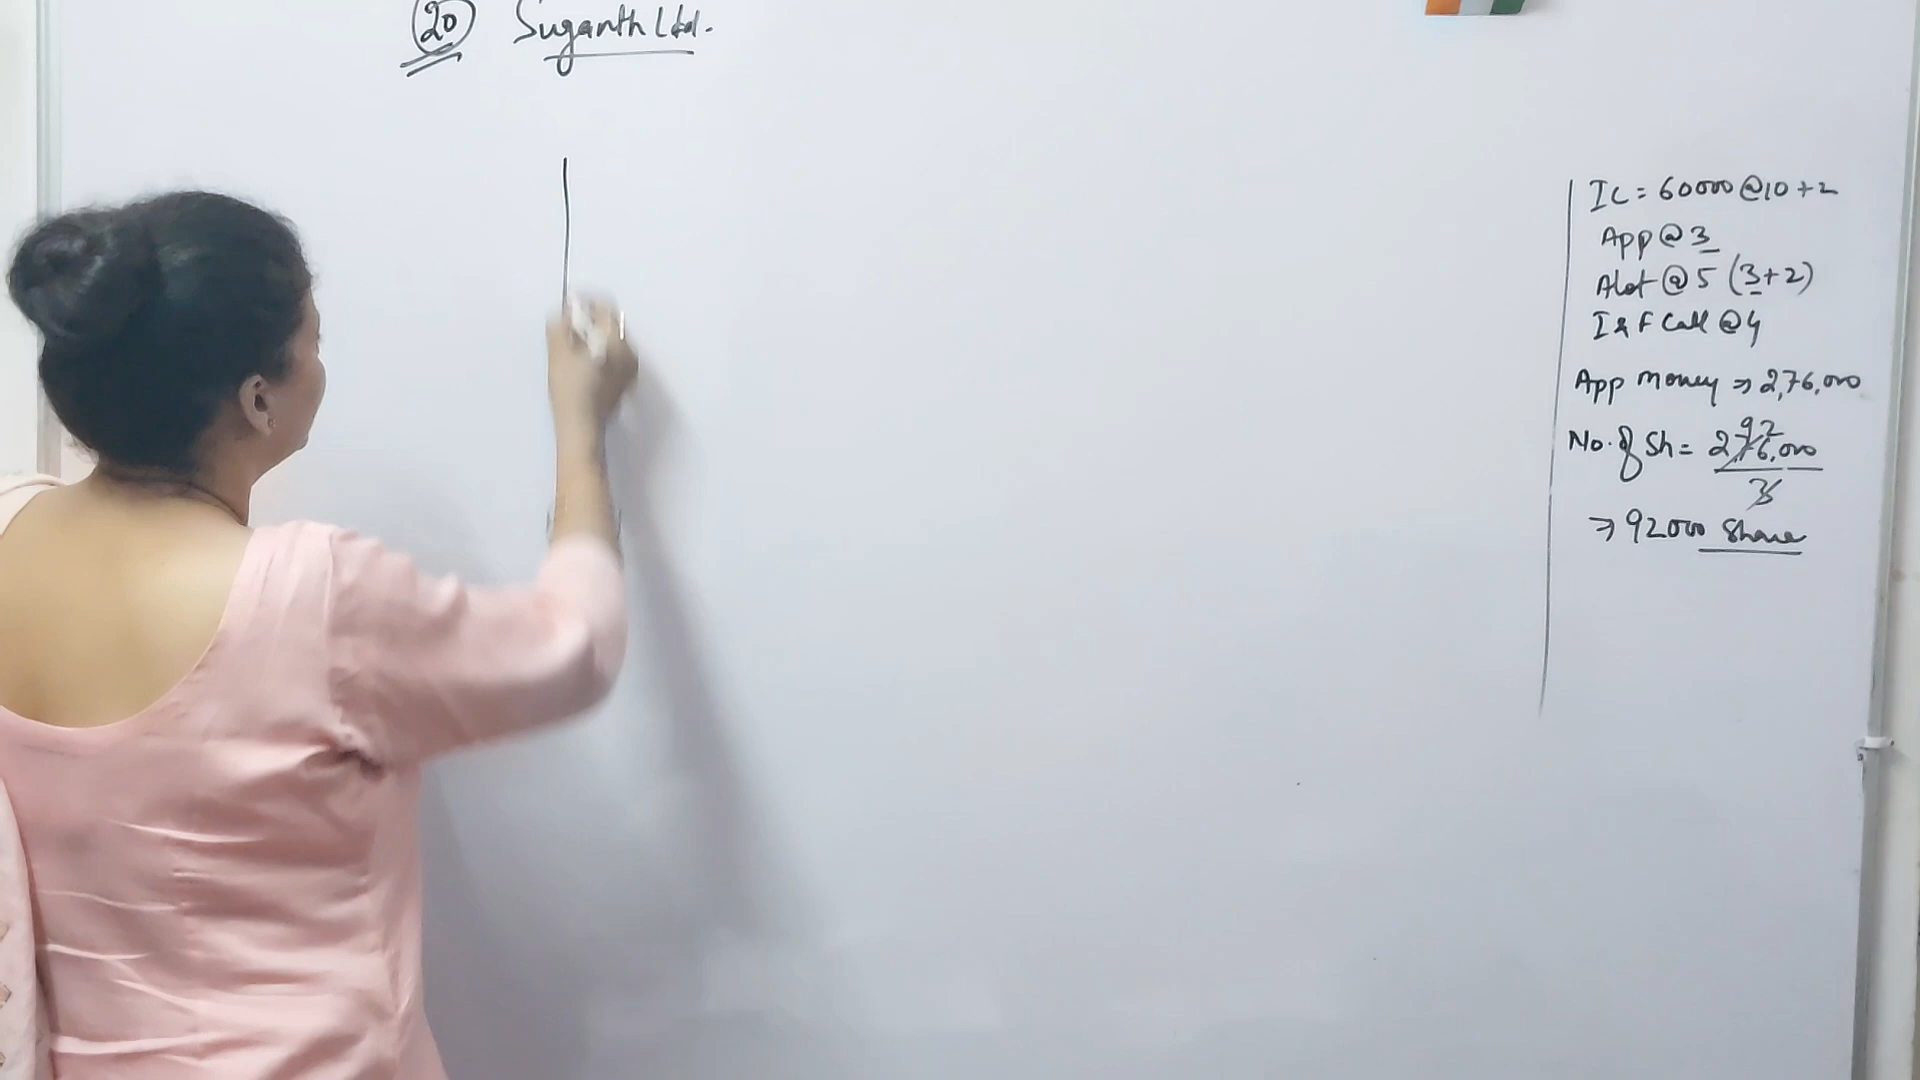 20 Suganth Ltd.
IC = 60000 @10 + 2
App @ 3
Alot @ 5 (3+2)
I & F Call @ 4
App money ⇒ 2,76,000
No. of Sh = 2,76,000
92
3
⇒ 92000 Share